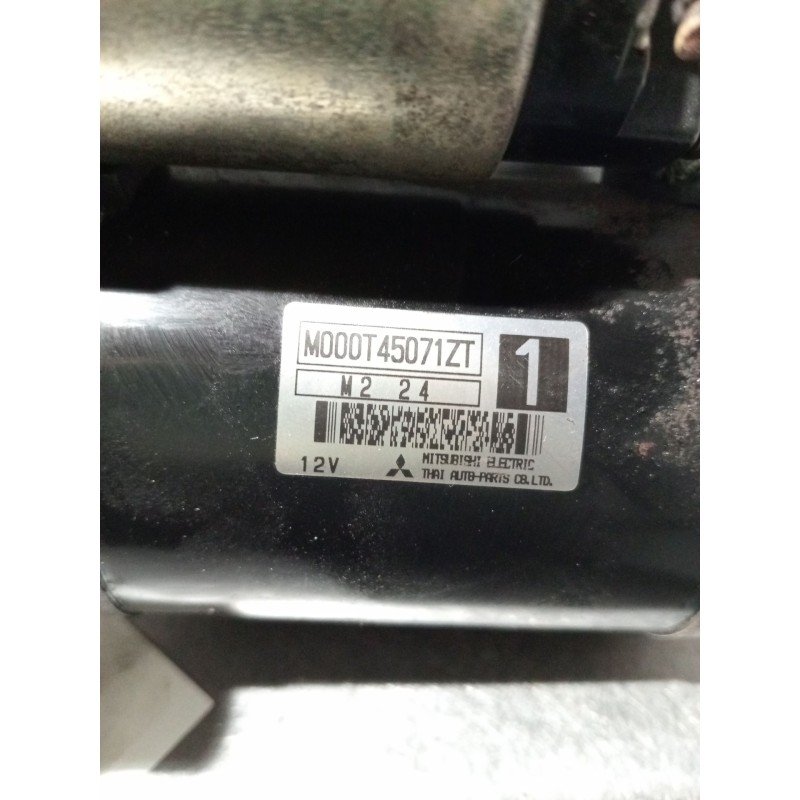 M000T45071ZT
1
M2 24
12V
MITSUBISHI ELECTRIC
THAI AUTO-PARTS CO.LTD.